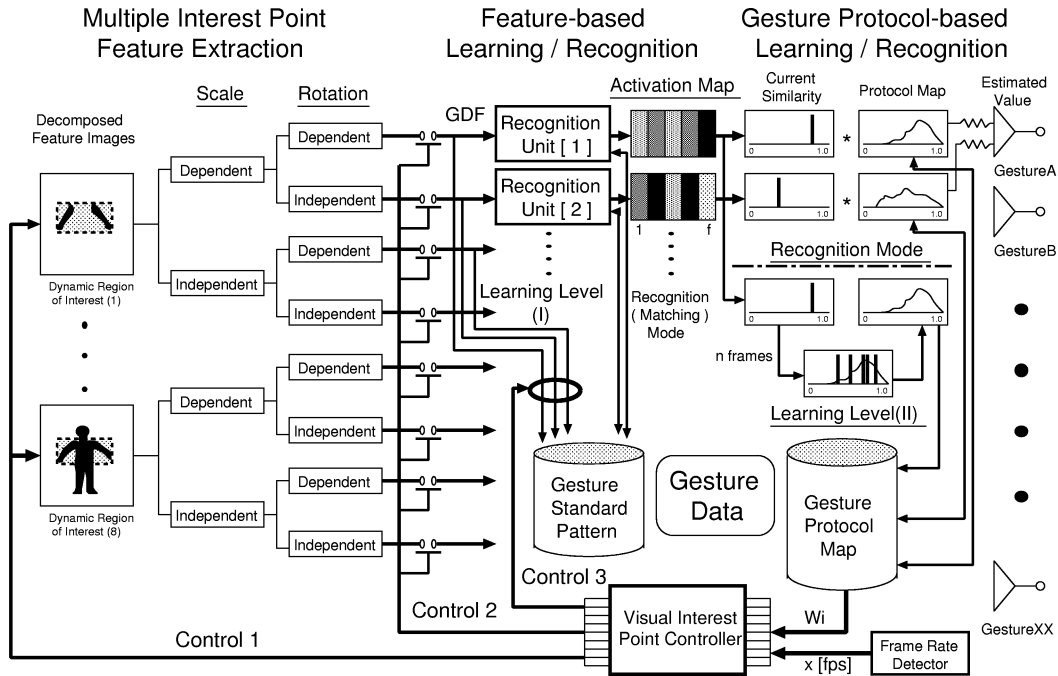 Multiple Interest Point
Feature Extraction
Feature-based
Learning / Recognition
Gesture Protocol-based
Learning / Recognition
Decomposed
Feature Images
Scale
Rotation
GDF
Activation Map
Current
Similarity
Protocol Map
Estimated
Value
Dependent
Independent
Dependent
Independent
Dependent
Independent
Dependent
Independent
Dependent
Independent
Dependent
Independent
Dynamic Region
of Interest (1)
Dynamic Region
of Interest (8)
Recognition
Unit [ 1 ]
Recognition
Unit [ 2 ]
1 f
Learning Level
(I)
Recognition
( Matching )
Mode
0 1.0
*
0 1.0
0 1.0
*
0 1.0
GestureA
GestureB
GestureXX
Recognition Mode
0 1.0
0 1.0
n frames
0 1.0
Learning Level(II)
Gesture
Standard
Pattern
Gesture
Data
Gesture
Protocol
Map
Control 3
Control 2
Control 1
Visual Interest
Point Controller
Wi
x [fps]
Frame Rate
Detector